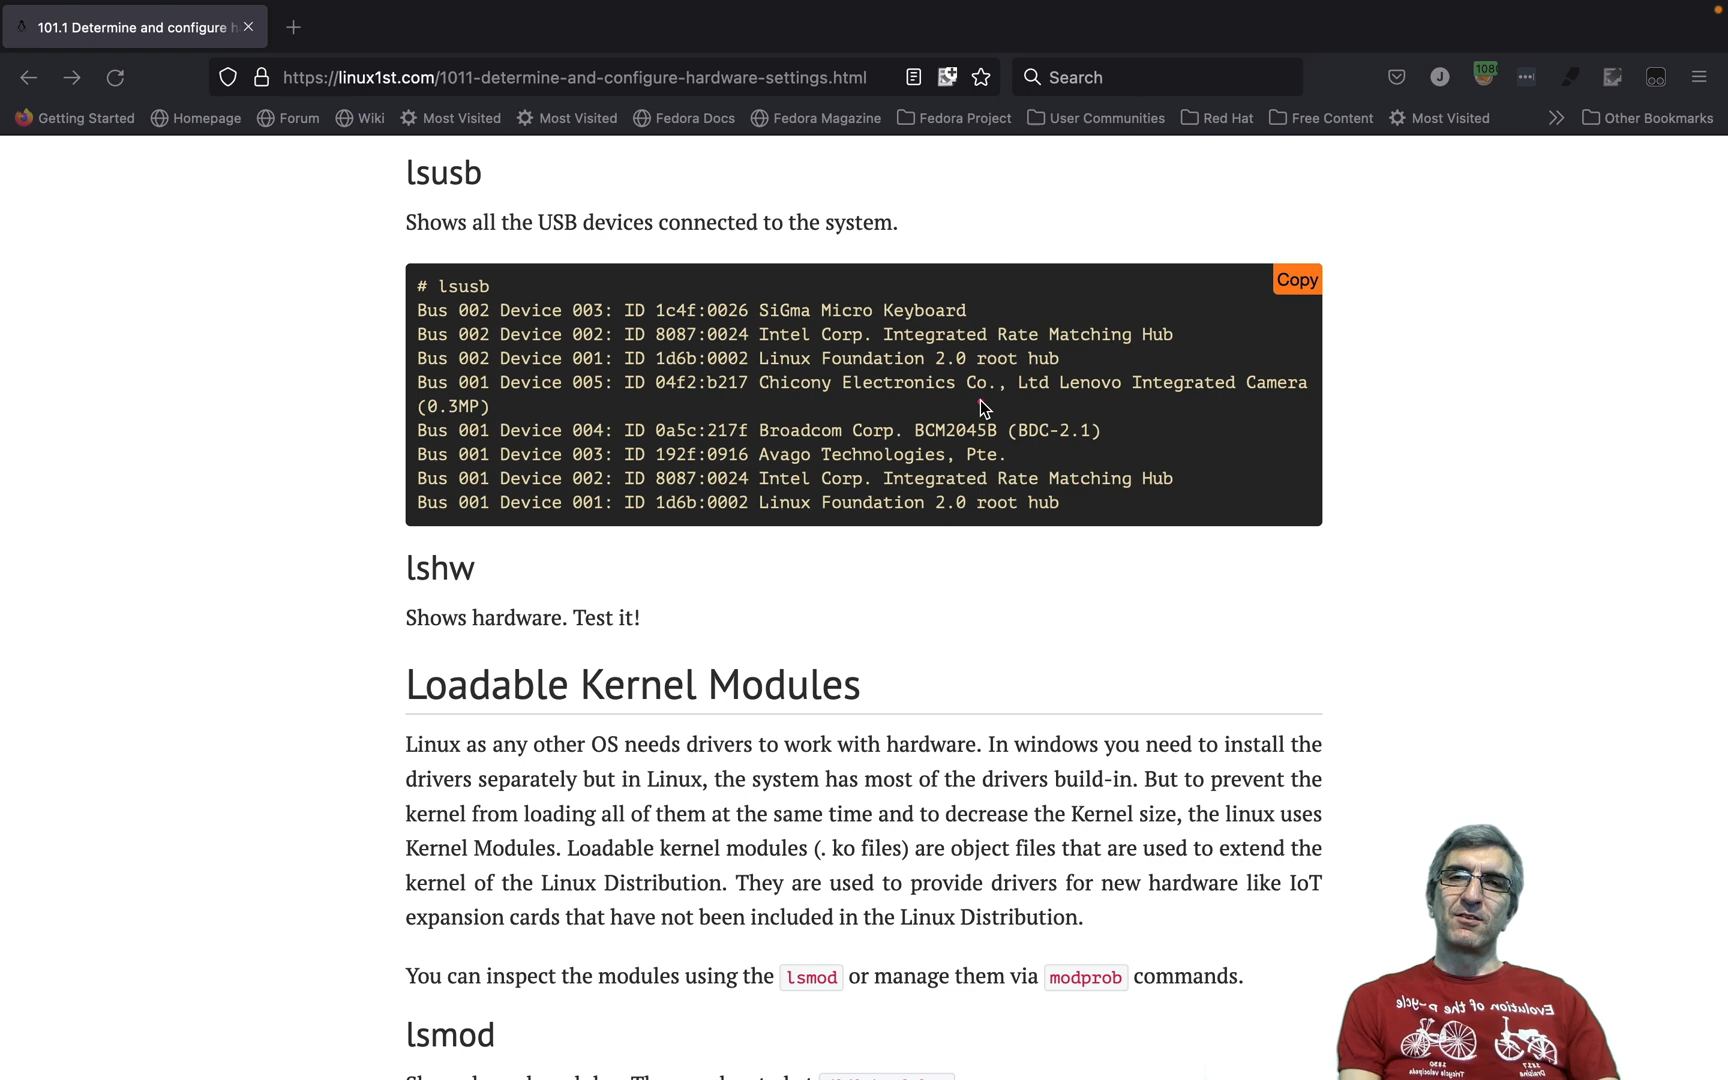 101.1 Determine and configure h
https://linux1st.com/1011-determine-and-configure-hardware-settings.html
Search
J
108
Getting Started
Homepage
Forum
Wiki
Most Visited
Most Visited
Fedora Docs
Fedora Magazine
Fedora Project
User Communities
Red Hat
Free Content
Most Visited
Other Bookmarks
lsusb
Shows all the USB devices connected to the system.
Copy
# lsusb
Bus 002 Device 003: ID 1c4f:0026 SiGma Micro Keyboard
Bus 002 Device 002: ID 8087:0024 Intel Corp. Integrated Rate Matching Hub
Bus 002 Device 001: ID 1d6b:0002 Linux Foundation 2.0 root hub
Bus 001 Device 005: ID 04f2:b217 Chicony Electronics Co., Ltd Lenovo Integrated Camera
(0.3MP)
Bus 001 Device 004: ID 0a5c:217f Broadcom Corp. BCM2045B (BDC-2.1)
Bus 001 Device 003: ID 192f:0916 Avago Technologies, Pte.
Bus 001 Device 002: ID 8087:0024 Intel Corp. Integrated Rate Matching Hub
Bus 001 Device 001: ID 1d6b:0002 Linux Foundation 2.0 root hub
lshw
Shows hardware. Test it!
Loadable Kernel Modules
Linux as any other OS needs drivers to work with hardware. In windows you need to install the
drivers separately but in Linux, the system has most of the drivers build-in. But to prevent the
kernel from loading all of them at the same time and to decrease the Kernel size, the linux uses
Kernel Modules. Loadable kernel modules (. ko files) are object files that are used to extend the
kernel of the Linux Distribution. They are used to provide drivers for new hardware like IoT
expansion cards that have not been included in the Linux Distribution.
You can inspect the modules using the lsmod or manage them via modprob commands.
lsmod
Evolution of the p-cycle